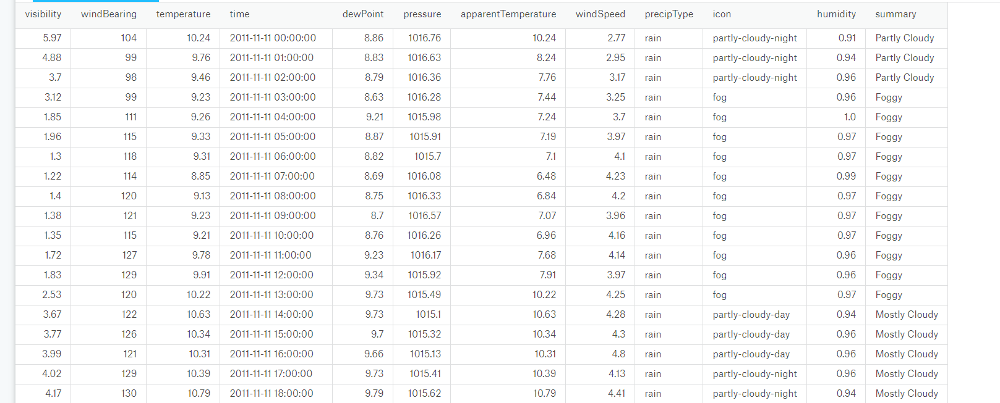 visibility windBearing temperature time dewPoint pressure apparentTemperature windSpeed precipType icon humidity summary
5.97 104 10.24 2011-11-11 00:00:00 8.86 1016.76 10.24 2.77 rain partly-cloudy-night 0.91 Partly Cloudy
4.88 99 9.76 2011-11-11 01:00:00 8.83 1016.63 8.24 2.95 rain partly-cloudy-night 0.94 Partly Cloudy
3.7 98 9.46 2011-11-11 02:00:00 8.79 1016.36 7.76 3.17 rain partly-cloudy-night 0.96 Partly Cloudy
3.12 99 9.23 2011-11-11 03:00:00 8.63 1016.28 7.44 3.25 rain fog 0.96 Foggy
1.85 111 9.26 2011-11-11 04:00:00 9.21 1015.98 7.24 3.7 rain fog 1.0 Foggy
1.96 115 9.33 2011-11-11 05:00:00 8.87 1015.91 7.19 3.97 rain fog 0.97 Foggy
1.3 118 9.31 2011-11-11 06:00:00 8.82 1015.7 7.1 4.1 rain fog 0.97 Foggy
1.22 114 8.85 2011-11-11 07:00:00 8.69 1016.08 6.48 4.23 rain fog 0.99 Foggy
1.4 120 9.13 2011-11-11 08:00:00 8.75 1016.33 6.84 4.2 rain fog 0.97 Foggy
1.38 121 9.23 2011-11-11 09:00:00 8.7 1016.57 7.07 3.96 rain fog 0.97 Foggy
1.35 115 9.21 2011-11-11 10:00:00 8.76 1016.26 6.96 4.16 rain fog 0.97 Foggy
1.72 127 9.78 2011-11-11 11:00:00 9.23 1016.17 7.68 4.14 rain fog 0.96 Foggy
1.83 129 9.91 2011-11-11 12:00:00 9.34 1015.92 7.91 3.97 rain fog 0.96 Foggy
2.53 120 10.22 2011-11-11 13:00:00 9.73 1015.49 10.22 4.25 rain fog 0.97 Foggy
3.67 122 10.63 2011-11-11 14:00:00 9.73 1015.1 10.63 4.28 rain partly-cloudy-day 0.94 Mostly Cloudy
3.77 126 10.34 2011-11-11 15:00:00 9.7 1015.32 10.34 4.3 rain partly-cloudy-day 0.96 Mostly Cloudy
3.99 121 10.31 2011-11-11 16:00:00 9.66 1015.13 10.31 4.8 rain partly-cloudy-day 0.96 Mostly Cloudy
4.02 129 10.39 2011-11-11 17:00:00 9.73 1015.41 10.39 4.13 rain partly-cloudy-night 0.96 Mostly Cloudy
4.17 130 10.79 2011-11-11 18:00:00 9.79 1015.62 10.79 4.41 rain partly-cloudy-night 0.94 Mostly Cloudy